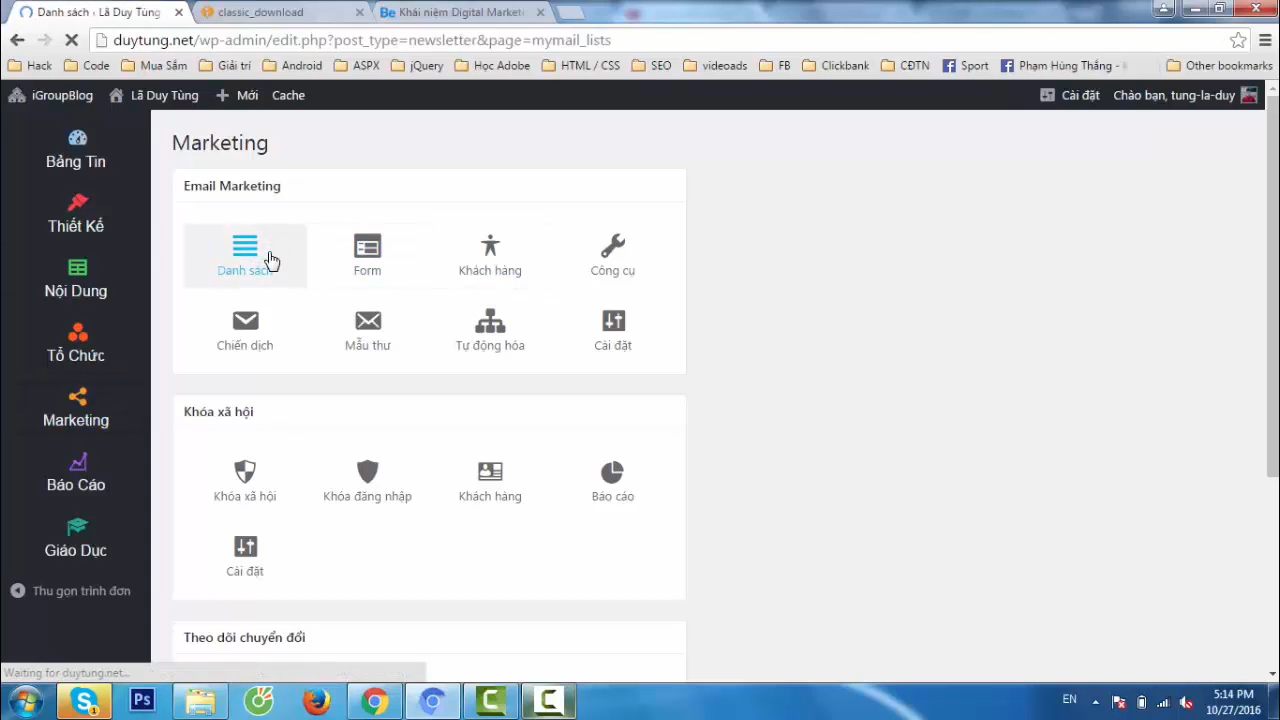 Danh sách ‹ Lã Duy Tùng
classic_download
Khái niệm Digital Market
duytung.net/wp-admin/edit.php?post_type=newsletter&page=mymail_lists
Hack
Code
Mua Sắm
Giải trí
Android
ASPX
jQuery
Học Adobe
HTML / CSS
SEO
videoads
FB
Clickbank
CĐTN
Sport
Phạm Hùng Thắng -
Other bookmarks
iGroupBlog
Lã Duy Tùng
Mới
Cache
Cài đặt
Chào bạn, tung-la-duy
Bảng Tin
Thiết Kế
Nội Dung
Tổ Chức
Marketing
Báo Cáo
Giáo Dục
Thu gọn trình đơn
Marketing
Email Marketing
Danh sách
Form
Khách hàng
Công cụ
Chiến dịch
Mẫu thư
Tự động hóa
Cài đặt
Khóa xã hội
Khóa xã hội
Khóa đăng nhập
Khách hàng
Báo cáo
Cài đặt
Theo dõi chuyển đổi
Waiting for duytung.net...
Ps
EN
5:14 PM
10/27/2016